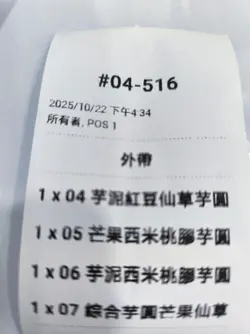 #04-516
2025/10/22 下午4:34
所有者, POS 1
外帶
1 x 04 芋泥紅豆仙草芋圓
1 x 05 芒果西米桃膠芋圓
1 x 06 芋泥西米桃膠芋圓
1 x 07 綜合芋圓芒果仙草